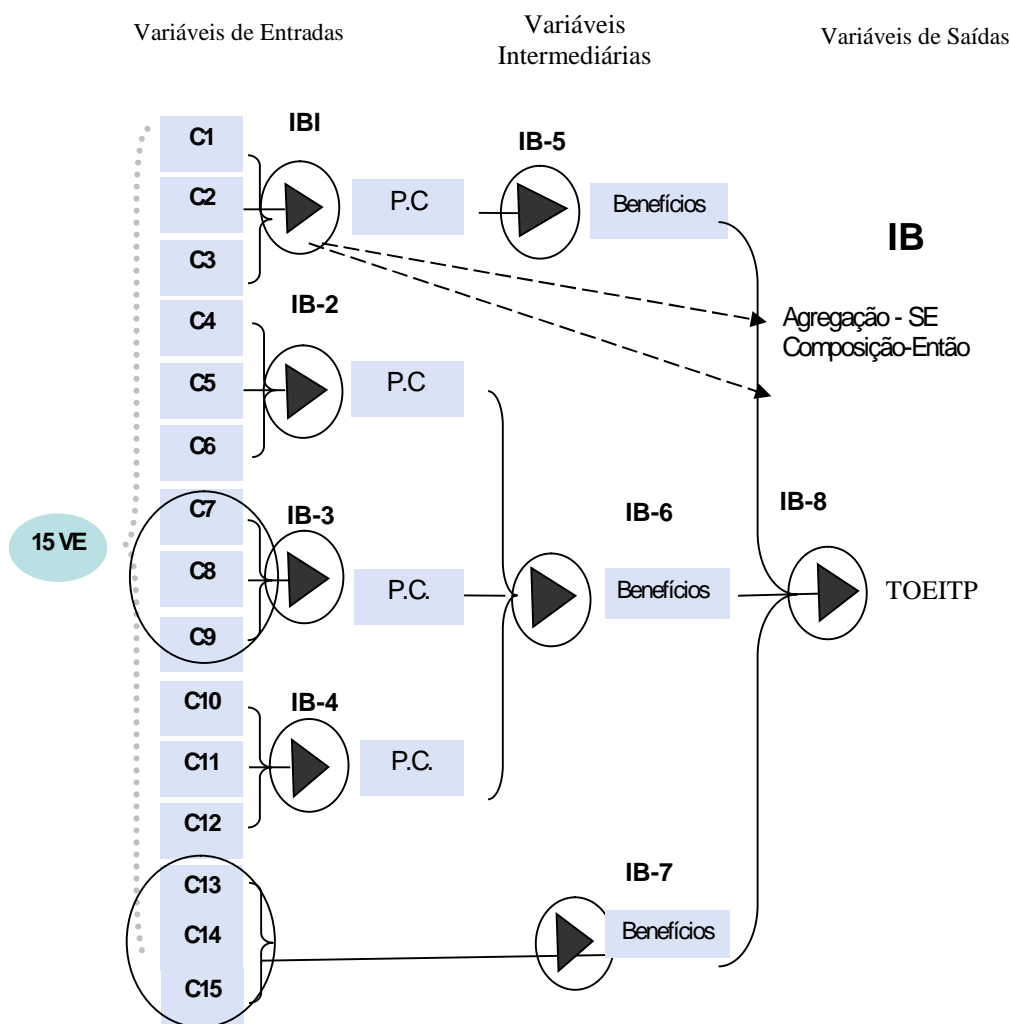 Variáveis de Entradas
Variáveis
Intermediárias
Variáveis de Saídas
C1
IBI
IB-5
C2
P.C
Benefícios
IB
C3
IB-2
C4
Agregação - SE
Composição-Então
C5
P.C
C6
C7
IB-3
IB-6
IB-8
15 VE
C8
P.C.
Benefícios
TOEITP
C9
C10
IB-4
C11
P.C.
C12
IB-7
C13
C14
Benefícios
C15